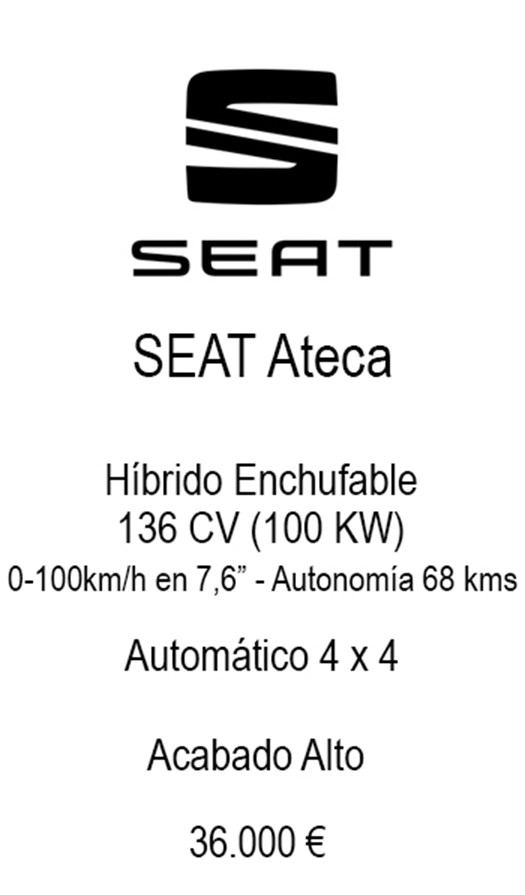 SEAT
SEAT Ateca
Híbrido Enchufable
136 CV (100 KW)
0-100km/h en 7,6” - Autonomía 68 kms
Automático 4 x 4
Acabado Alto
36.000 €